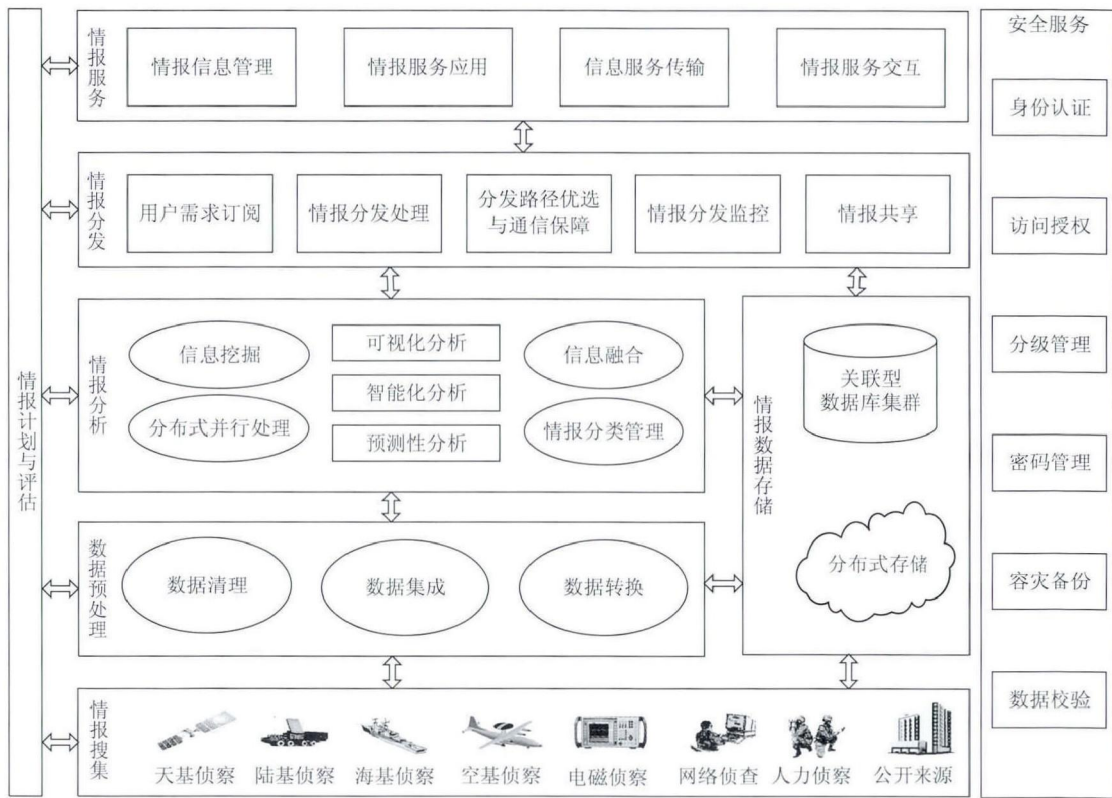 情报计划与评估
情报服务
情报信息管理
情报服务应用
信息服务传输
情报服务交互
情报分发
用户需求订阅
情报分发处理
分发路径优选
与通信保障
情报分发监控
情报共享
情报分析
信息挖掘
分布式并行处理
可视化分析
智能化分析
预测性分析
信息融合
情报分类管理
情报数据存储
关联型
数据库集群
分布式存储
数据预处理
数据清理
数据集成
数据转换
情报搜集
天基侦察
陆基侦察
海基侦察
空基侦察
电磁侦察
网络侦查
人力侦察
公开来源
安全服务
身份认证
访问授权
分级管理
密码管理
容灾备份
数据校验